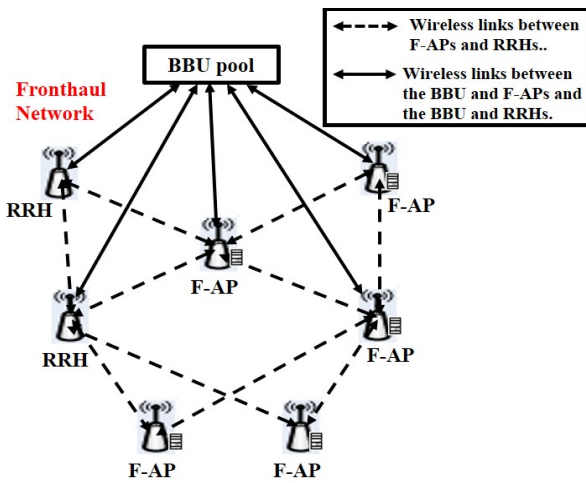 Wireless links between
F-APs and RRHs..
Wireless links between
the BBU and F-APs and
the BBU and RRHs.
BBU pool
Fronthaul
Network
RRH
F-AP
F-AP
RRH
F-AP
F-AP
F-AP